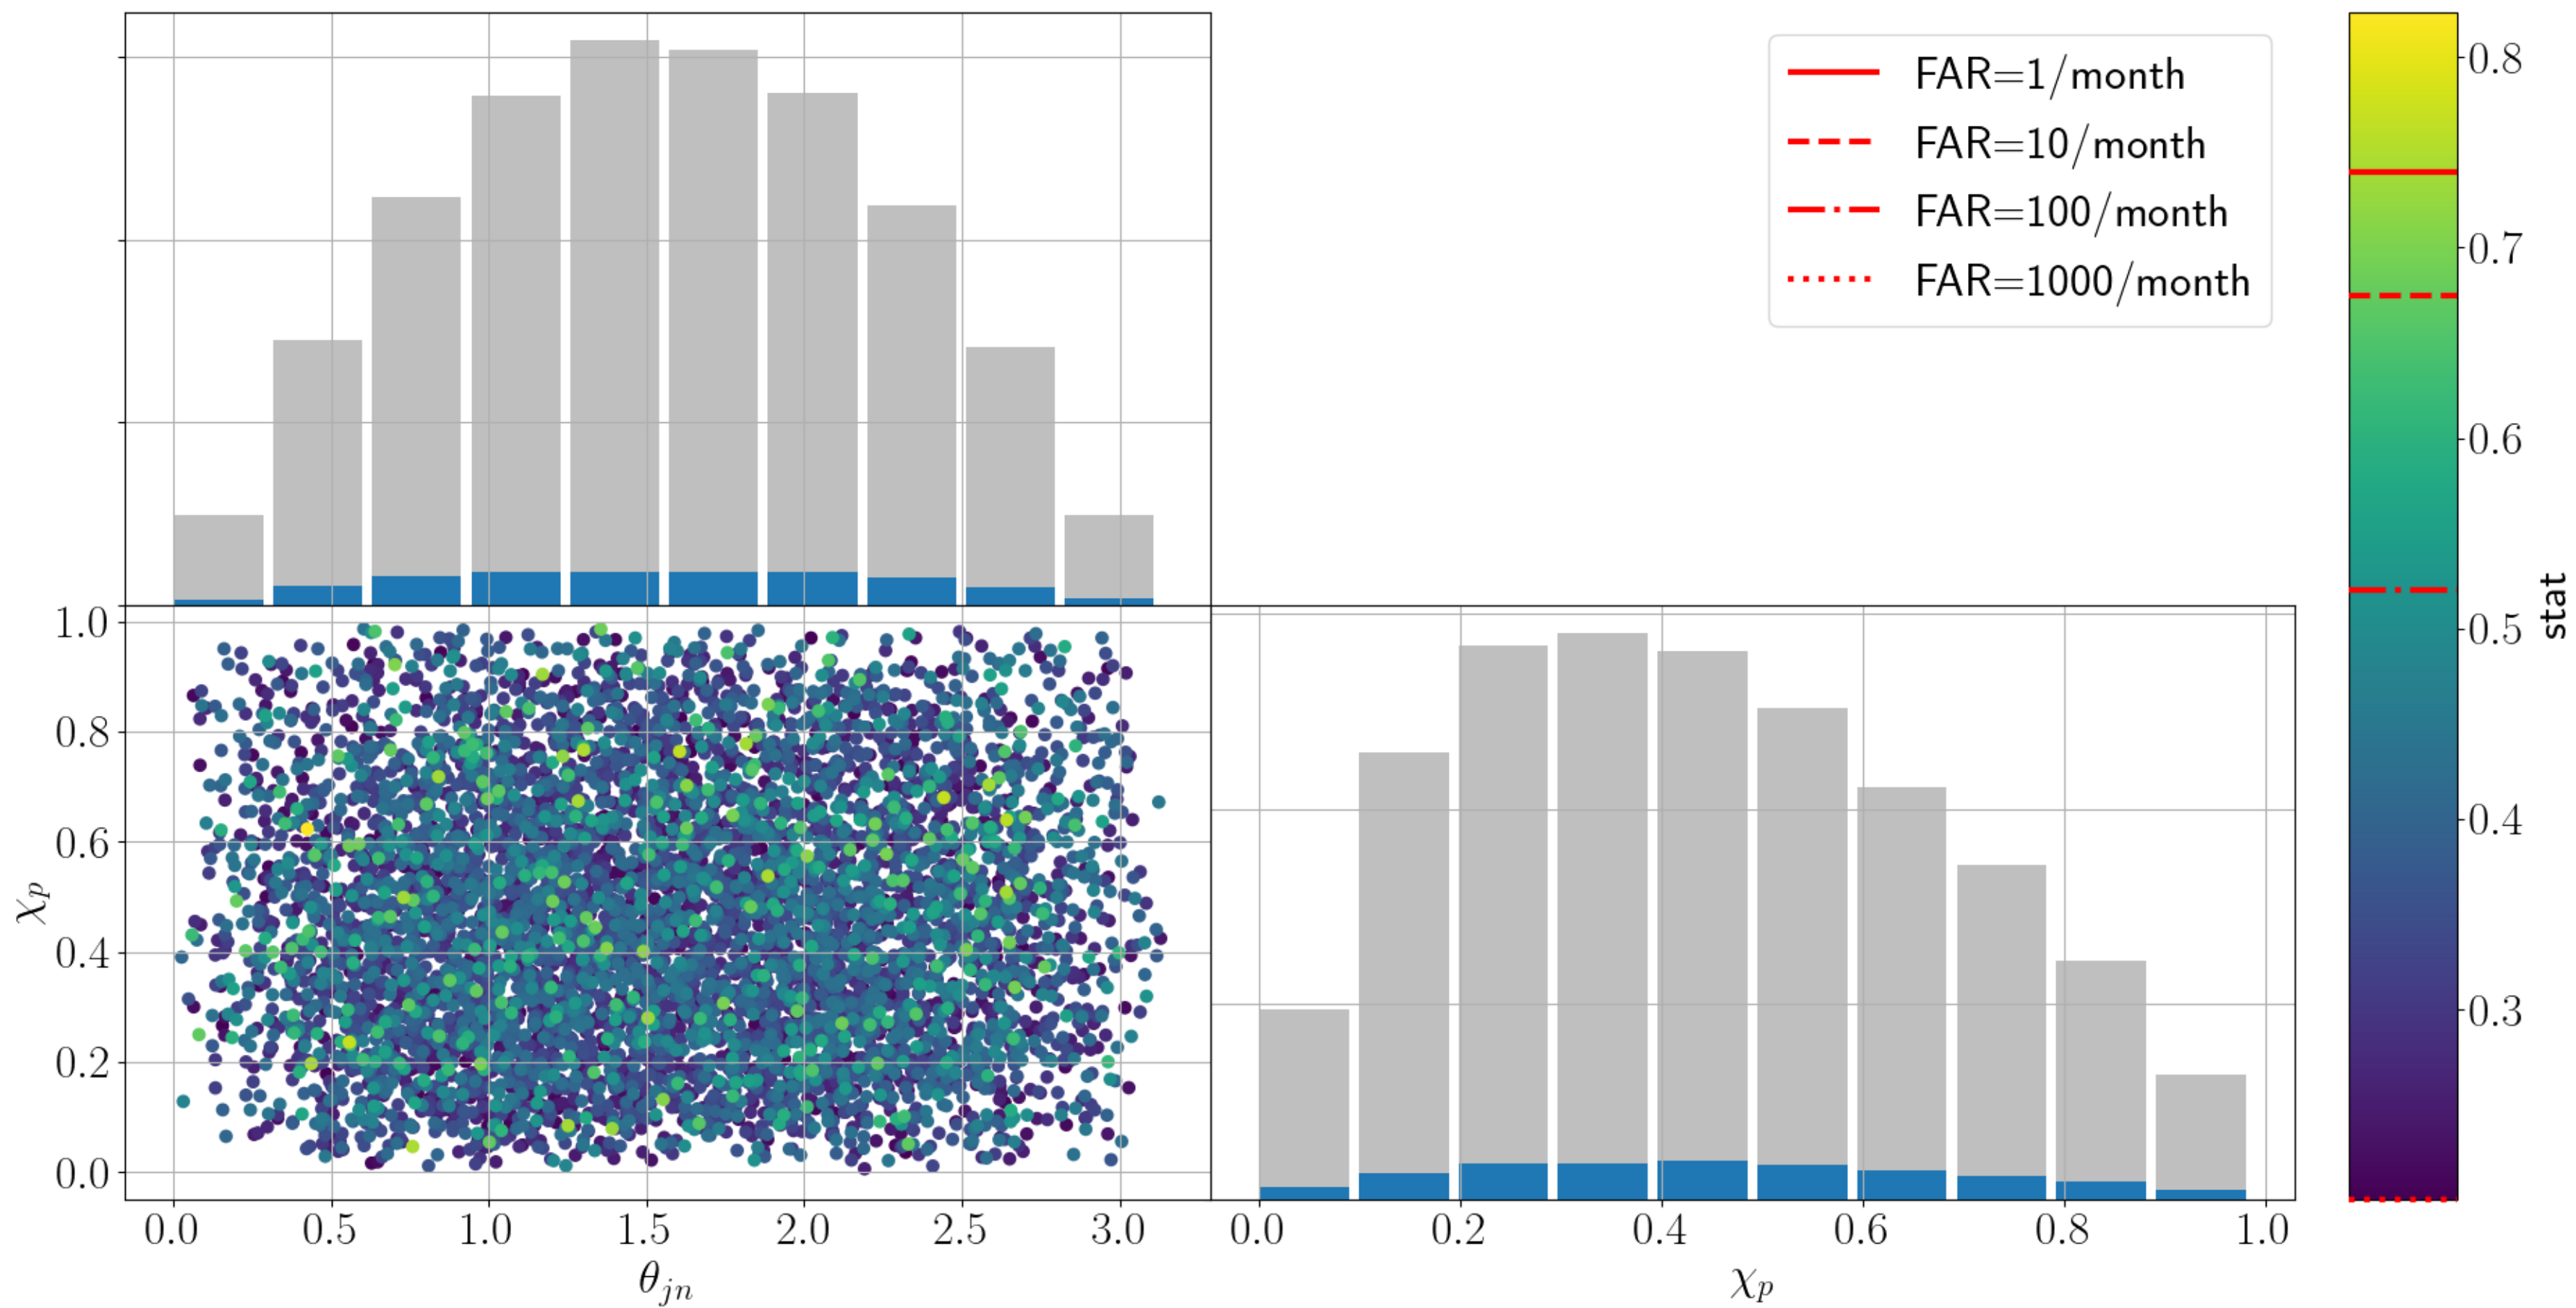 FAR=1/month
FAR=10/month
FAR=100/month
FAR=1000/month
0.8
0.7
0.6
0.5
0.4
0.3
stat
1.0
0.8
0.6
0.4
0.2
0.0
χp
0.0 0.5 1.0 1.5 2.0 2.5 3.0
θjn
0.0 0.2 0.4 0.6 0.8 1.0
χp